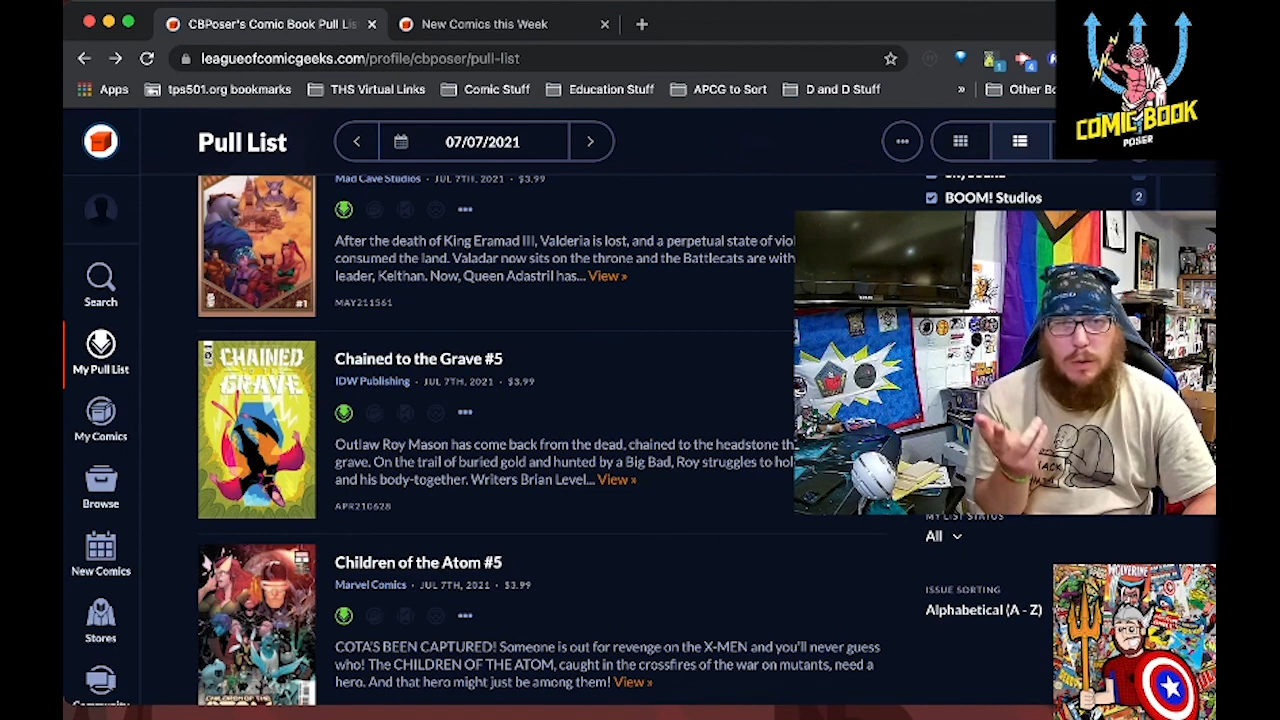 CBPoser's Comic Book Pull Lis
New Comics this Week
leagueofcomicgeeks.com/profile/cbposer/pull-list
Apps
tps501.org bookmarks
THS Virtual Links
Comic Stuff
Education Stuff
APCG to Sort
D and D Stuff
»
Other Bo
COMIC BOOK
POSER
Pull List
07/07/2021
Mad Cave Studios · JUL 7TH, 2021 · $3.99
BOOM! Studios
2
After the death of King Eramad III, Valderia is lost, and a perpetual state of viol
consumed the land. Valadar now sits on the throne and the Battlecats are with
leader, Kelthan. Now, Queen Adastril has... View »
MAY211561
#1
Search
My Pull List
My Comics
Browse
New Comics
Stores
CHAINED
GRAVE
Chained to the Grave #5
IDW Publishing · JUL 7TH, 2021 · $3.99
Outlaw Roy Mason has come back from the dead, chained to the headstone th
grave. On the trail of buried gold and hunted by a Big Bad, Roy struggles to hol
and his body-together. Writers Brian Level... View »
APR210628
Children of the Atom #5
Marvel Comics · JUL 7TH, 2021 · $3.99
COTA'S BEEN CAPTURED! Someone is out for revenge on the X-MEN and you'll never guess
who! The CHILDREN OF THE ATOM, caught in the crossfires of the war on mutants, need a
hero. And that hero might just be among them! View »
MY LIST STATUS
All
ISSUE SORTING
Alphabetical (A - Z)
WOLVERINE